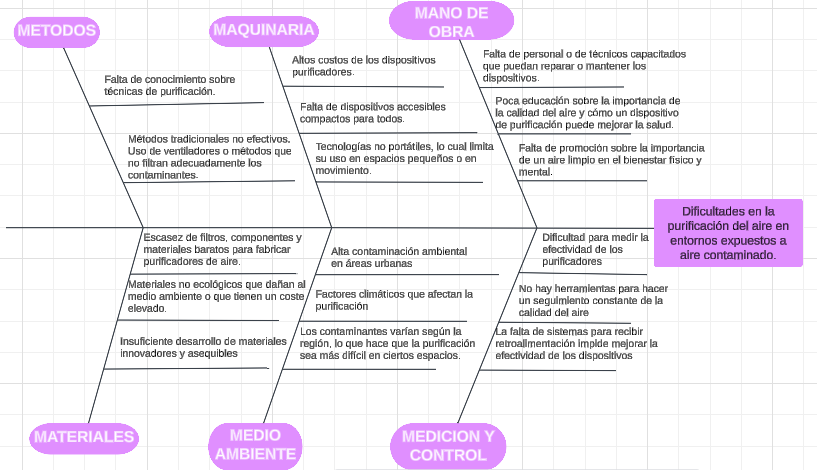 METODOS
Falta de conocimiento sobre
técnicas de purificación.
Métodos tradicionales no efectivos.
Uso de ventiladores o métodos que
no filtran adecuadamente los
contaminantes.
MAQUINARIA
Altos costos de los dispositivos
purificadores.
Falta de dispositivos accesibles
compactos para todos.
Tecnologías no portátiles, lo cual limita
su uso en espacios pequeños o en
movimiento.
MANO DE
OBRA
Falta de personal o de técnicos capacitados
que puedan reparar o mantener los
dispositivos.
Poca educación sobre la importancia de
la calidad del aire y cómo un dispositivo
de purificación puede mejorar la salud.
Falta de promoción sobre la importancia
de un aire limpio en el bienestar físico y
mental.
Dificultades en la
purificación del aire en
entornos expuestos a
aire contaminado.
Escasez de filtros, componentes y
materiales baratos para fabricar
purificadores de aire.
Materiales no ecológicos que dañan al
medio ambiente o que tienen un coste
elevado.
Insuficiente desarrollo de materiales
innovadores y asequibles
MATERIALES
Alta contaminación ambiental
en áreas urbanas
Factores climáticos que afectan la
purificación
Los contaminantes varían según la
región, lo que hace que la purificación
sea más difícil en ciertos espacios.
MEDIO
AMBIENTE
Dificultad para medir la
efectividad de los
purificadores
No hay herramientas para hacer
un seguimiento constante de la
calidad del aire
La falta de sistemas para recibir
retroalimentación impide mejorar la
efectividad de los dispositivos
MEDICION Y
CONTROL